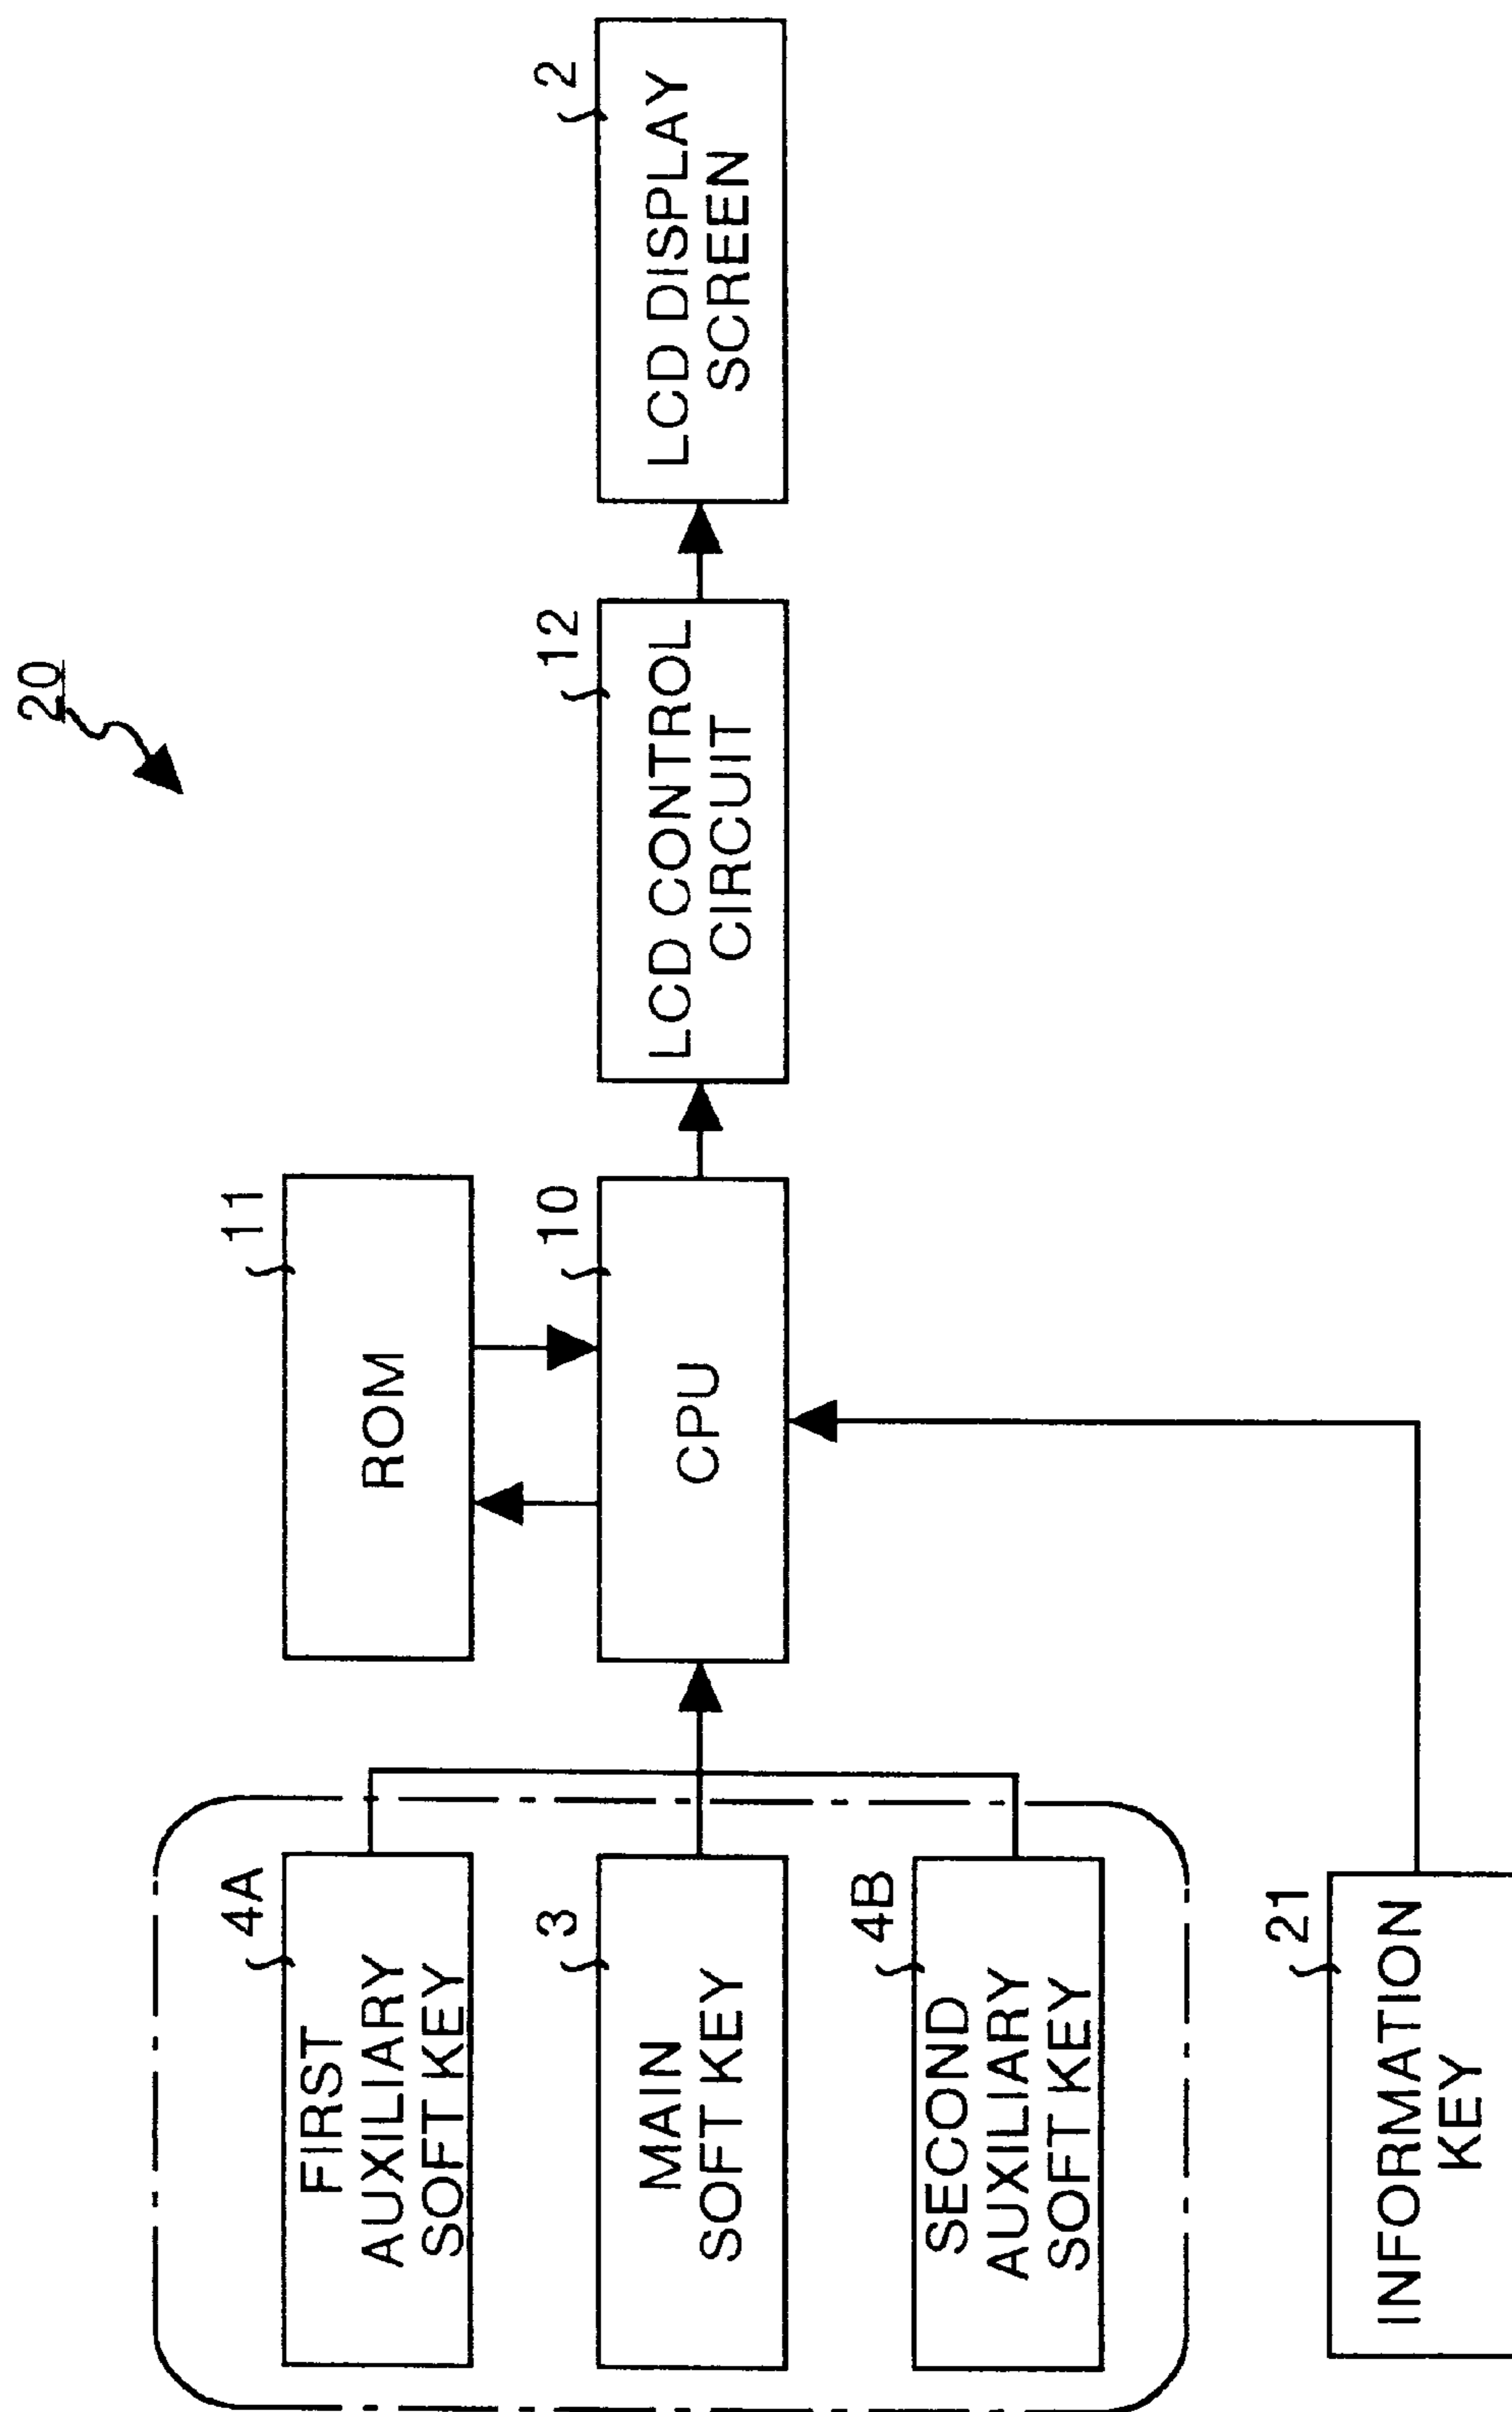 20
4A
FIRST
AUXILIARY
SOFT KEY
11
ROM
3
MAIN
SOFT KEY
10
CPU
12
LCD CONTROL
CIRCUIT
2
LCD DISPLAY
SCREEN
4B
SECOND
AUXILIARY
SOFT KEY
21
INFORMATION
KEY